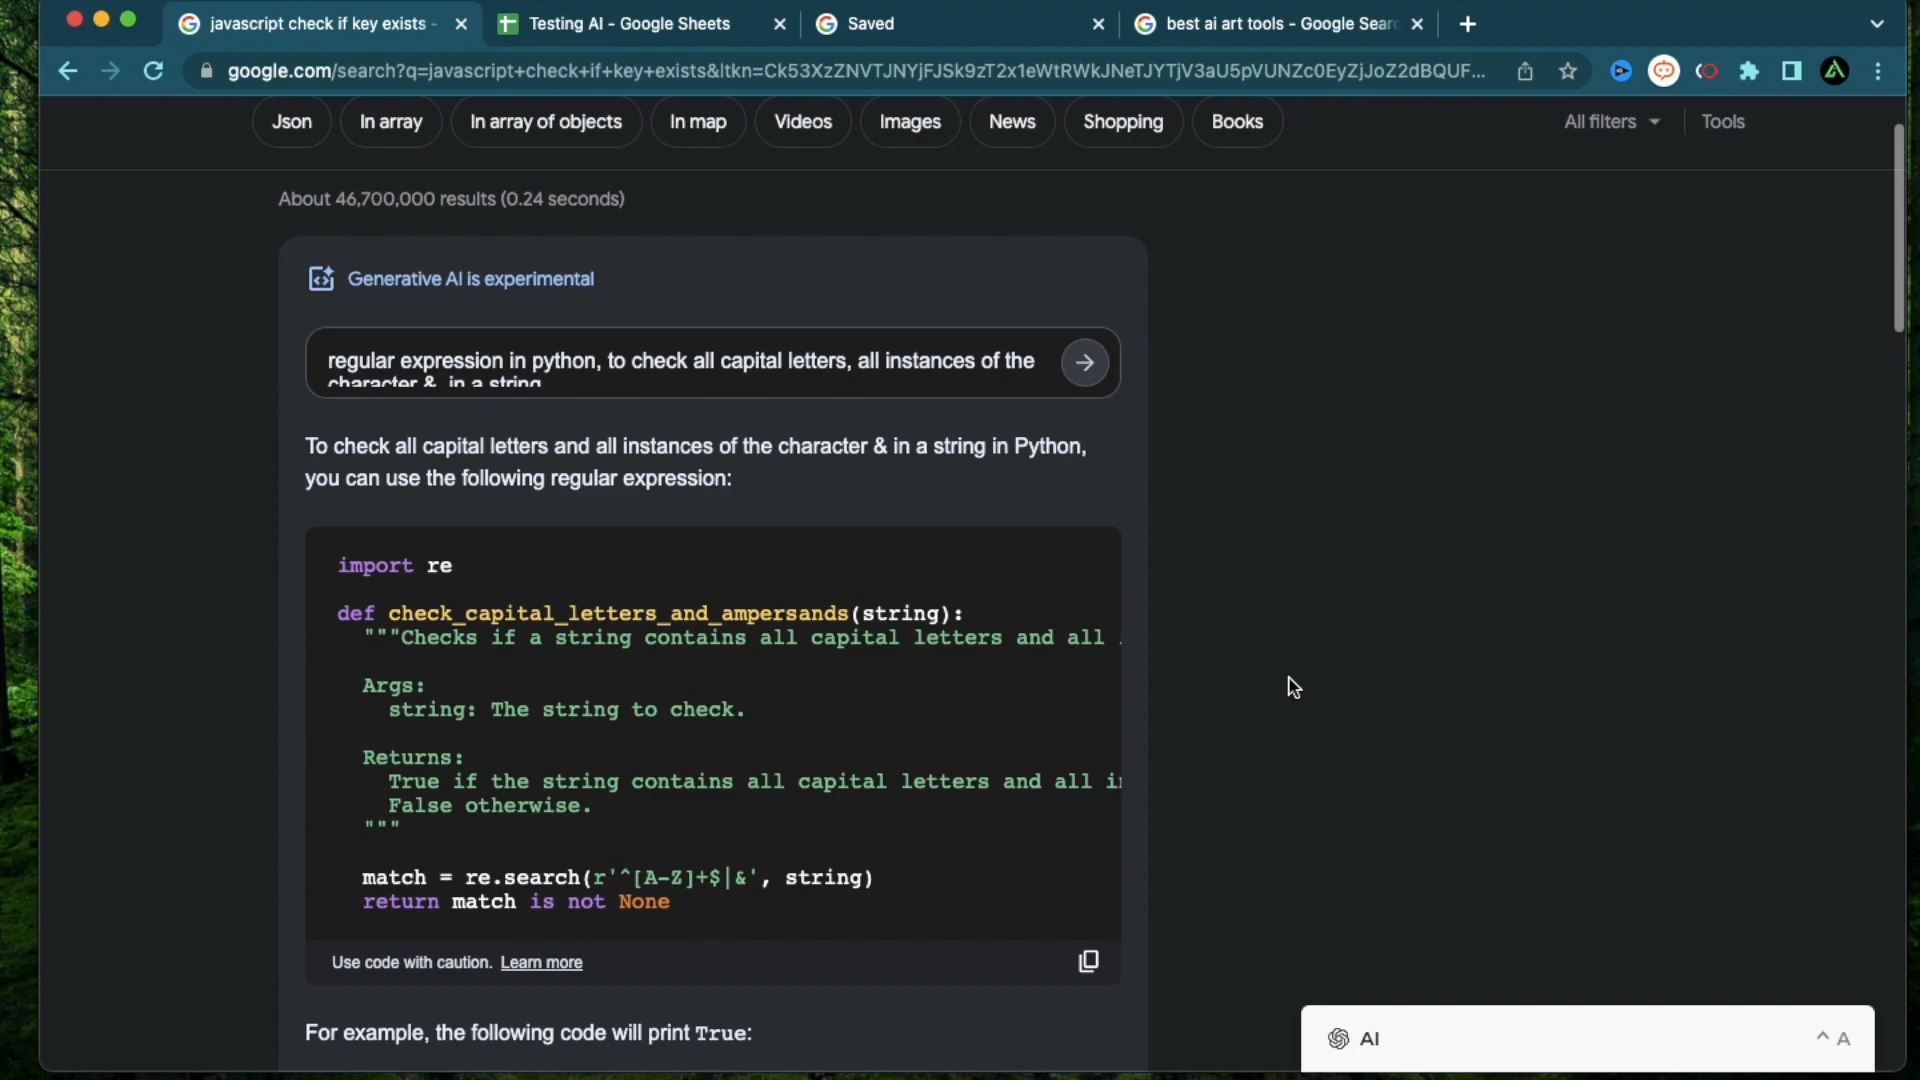 javascript check if key exists -
Testing AI - Google Sheets
Saved
best ai art tools - Google Sear
google.com/search?q=javascript+check+if+key+exists&ltkn=Ck53XzZNVTJNYjFJSk9zT2x1eWtRWkJNeTJYTjV3aU5pVUNZc0EyZjJoZ2dBQUF...
Json
In array
In array of objects
In map
Videos
Images
News
Shopping
Books
All filters
Tools
About 46,700,000 results (0.24 seconds)
Generative AI is experimental
regular expression in python, to check all capital letters, all instances of the
character & in a string
To check all capital letters and all instances of the character & in a string in Python,
you can use the following regular expression:
import re
def check_capital_letters_and_ampersands(string):
"""Checks if a string contains all capital letters and all
Args:
string: The string to check.
Returns:
True if the string contains all capital letters and all i
False otherwise.
"""
match = re.search(r'^[A-Z]+$|&', string)
return match is not None
Use code with caution. Learn more
For example, the following code will print True:
AI
^ A